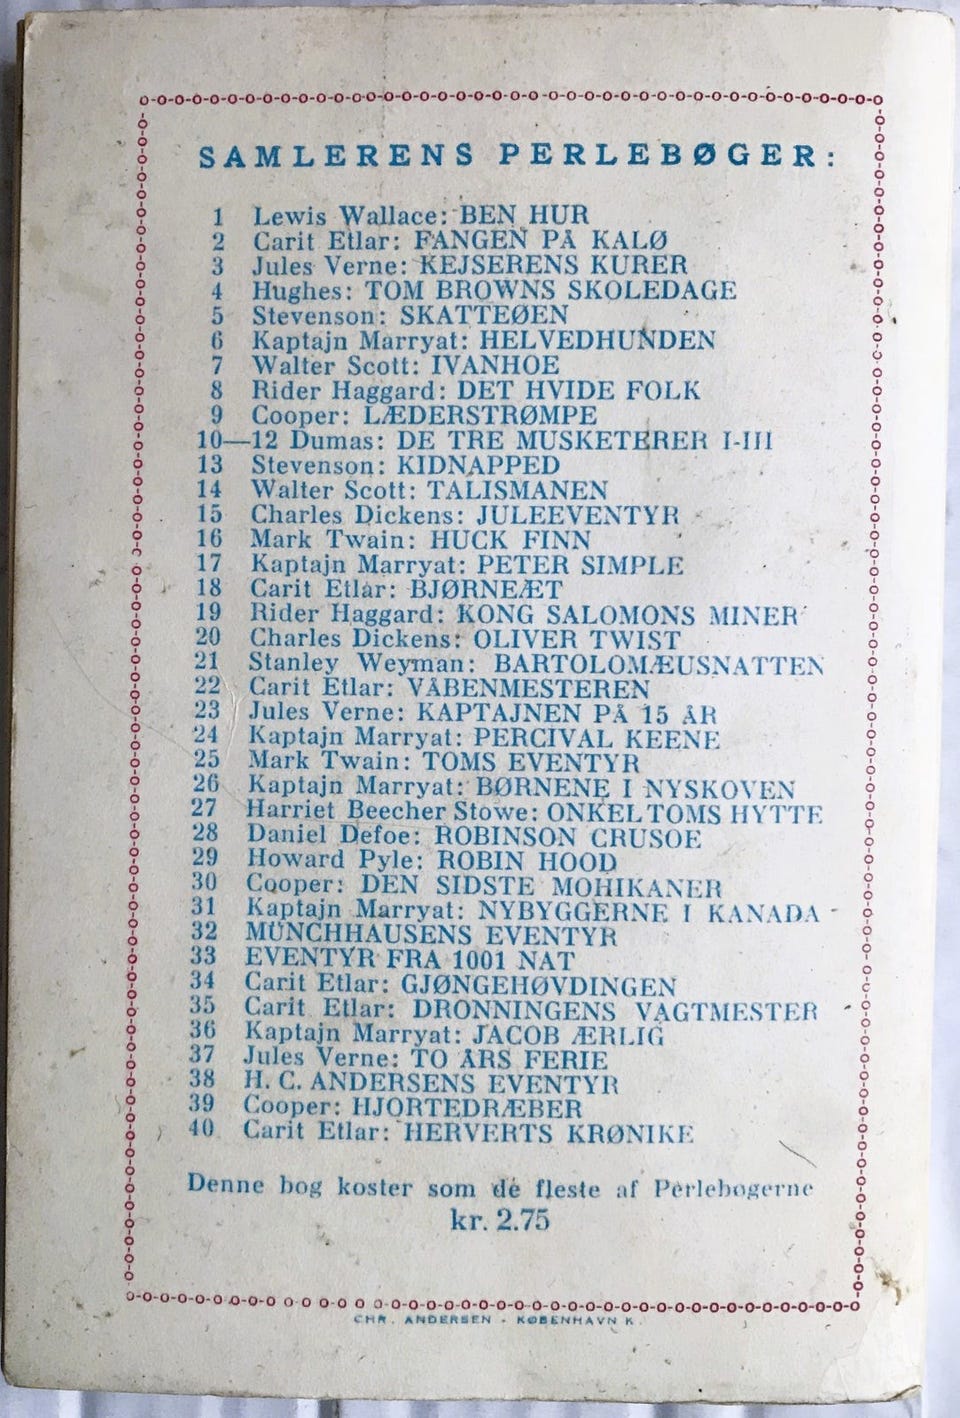 SAMLERENS PERLEBØGER:
1 Lewis Wallace: BEN HUR
2 Carit Etlar: FANGEN PÅ KALØ
3 Jules Verne: KEJSERENS KURER
4 Hughes: TOM BROWNS SKOLEDAGE
5 Stevenson: SKATTEØEN
6 Kaptajn Marryat: HELVEDHUNDEN
7 Walter Scott: IVANHOE
8 Rider Haggard: DET HVIDE FOLK
9 Cooper: LÆDERSTRØMPE
10—12 Dumas: DE TRE MUSKETERER I-III
13 Stevenson: KIDNAPPED
14 Walter Scott: TALISMANEN
15 Charles Dickens: JULEEVENTYR
16 Mark Twain: HUCK FINN
17 Kaptajn Marryat: PETER SIMPLE
18 Carit Etlar: BJØRNEÆT
19 Rider Haggard: KONG SALOMONS MINER
20 Charles Dickens: OLIVER TWIST
21 Stanley Weyman: BARTOLOMÆUSNATTEN
22 Carit Etlar: VÅBENMESTEREN
23 Jules Verne: KAPTAJNEN PÅ 15 ÅR
24 Kaptajn Marryat: PERCIVAL KEENE
25 Mark Twain: TOMS EVENTYR
26 Kaptajn Marryat: BØRNENE I NYSKOVEN
27 Harriet Beecher Stowe: ONKEL TOMS HYTTE
28 Daniel Defoe: ROBINSON CRUSOE
29 Howard Pyle: ROBIN HOOD
30 Cooper: DEN SIDSTE MOHIKANER
31 Kaptajn Marryat: NYBYGGERNE I KANADA
32 MÜNCHHAUSENS EVENTYR
33 EVENTYR FRA 1001 NAT
34 Carit Etlar: GJØNGEHØVDINGEN
35 Carit Etlar: DRONNINGENS VAGTMESTER
36 Kaptajn Marryat: JACOB ÆRLIG
37 Jules Verne: TO ÅRS FERIE
38 H. C. ANDERSENS EVENTYR
39 Cooper: HJORTEDRÆBER
40 Carit Etlar: HERVERTS KRØNIKE
Denne bog koster som de fleste af Perlebøgerne
kr. 2.75
CHR. ANDERSEN - KØBENHAVN K.